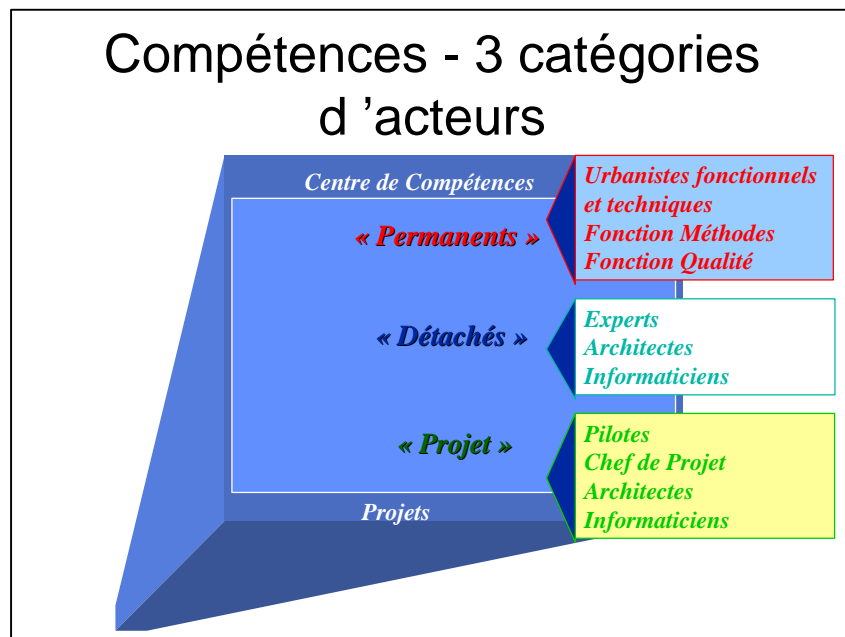 Compétences - 3 catégories
d ’acteurs
Centre de Compétences
« Permanents »
Urbanistes fonctionnels
et techniques
Fonction Méthodes
Fonction Qualité
« Détachés »
Experts
Architectes
Informaticiens
« Projet »
Pilotes
Chef de Projet
Architectes
Informaticiens
Projets